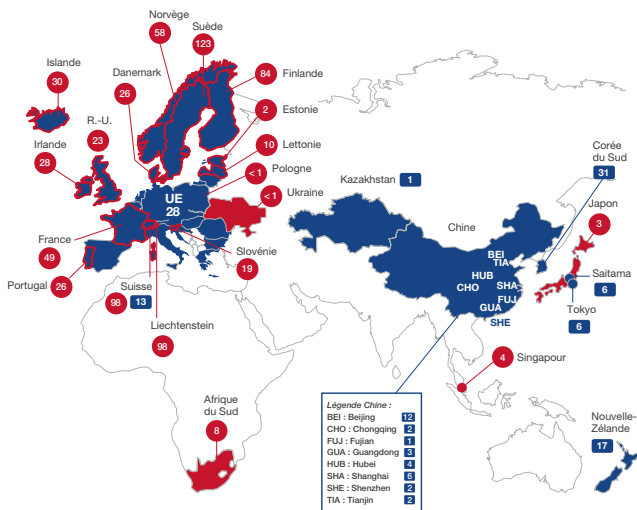 Norvège
58
Suède
123
Islande
30
Danemark
26
84
Finlande
R.-U.
23
2
Estonie
Irlande
28
10
Lettonie
< 1
Pologne
< 1
Ukraine
UE
28
France
49
Slovénie
19
Portugal
26
Suisse
98
13
Liechtenstein
98
Afrique
du Sud
8
Kazakhstan
1
Chine
Corée
du Sud
31
Japon
3
BEI
TIA
HUB
CHO
SHA
FUJ
GUA
SHE
Saitama
6
Tokyo
6
4
Singapour
Nouvelle-
Zélande
17
Légende Chine :
BEI : Beijing 12
CHO : Chongqing 2
FUJ : Fujian 1
GUA : Guangdong 3
HUB : Hubei 4
SHA : Shanghai 6
SHE : Shenzhen 2
TIA : Tianjin 2